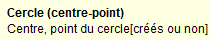 Cercle (centre-point)
Centre, point du cercle[créés ou non]